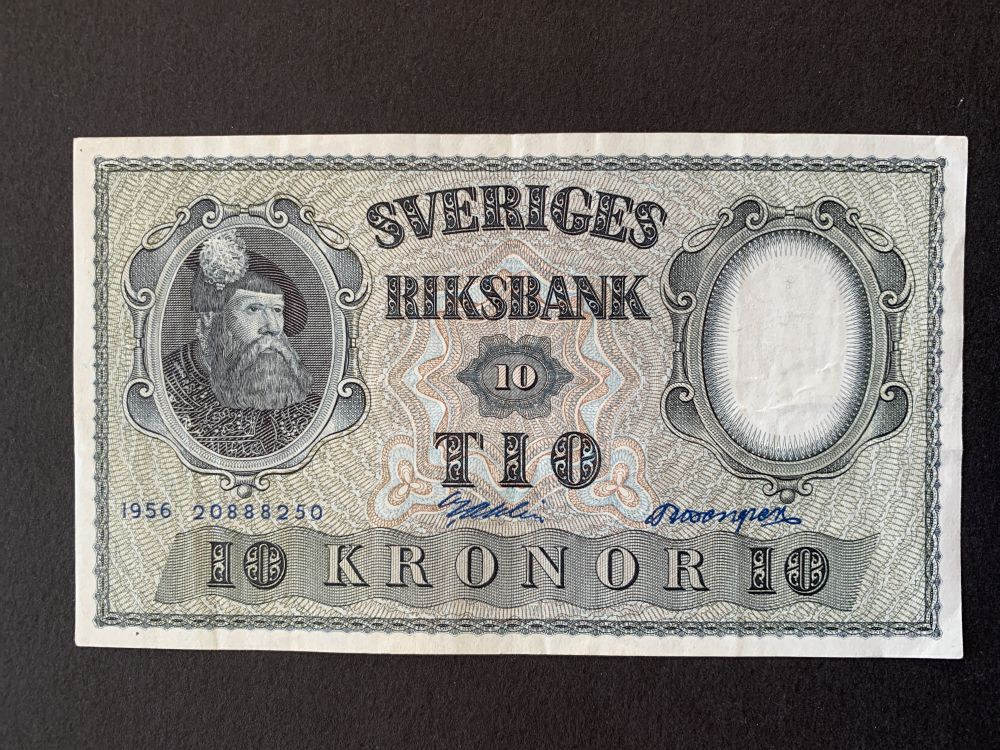 SVERIGES
RIKSBANK
10
TIO
1956 20888250
10 KRONOR 10